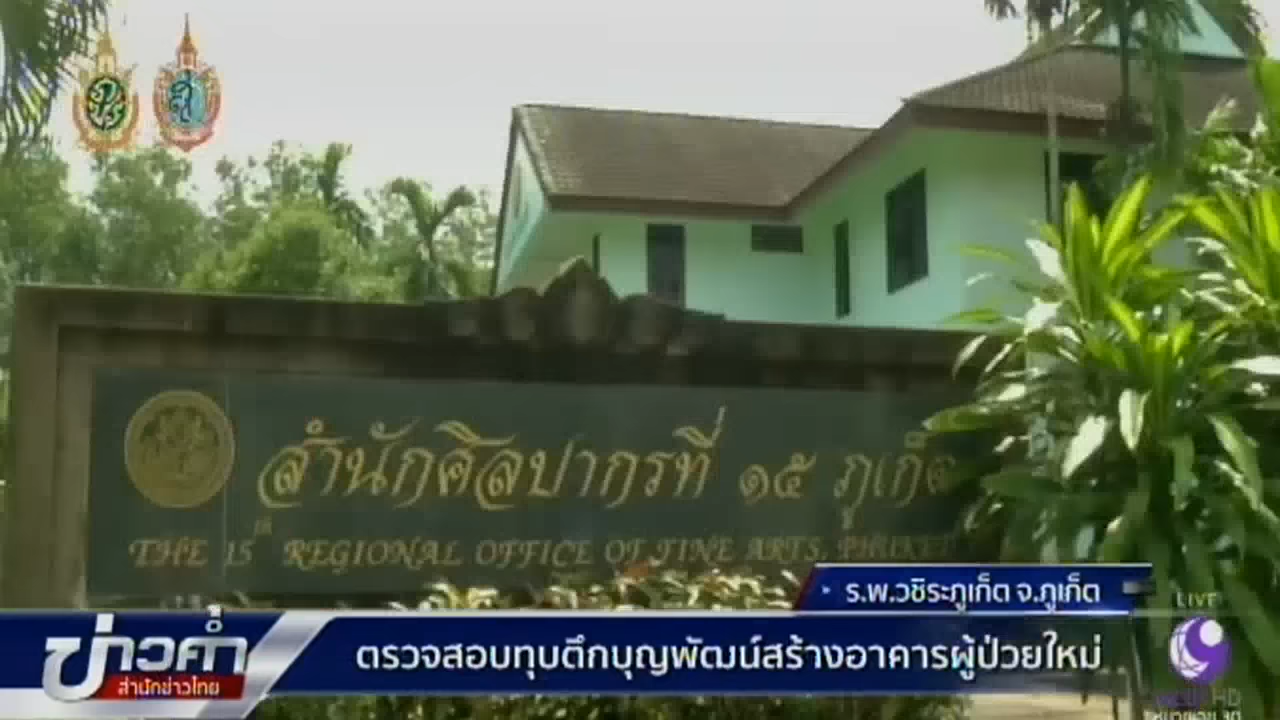 สำนักศิลปากรที่ ๑๕ ภูเก็ต
THE 15th REGIONAL OFFICE OF FINE ARTS, PHUKET
ร.พ.วชิระภูเก็ต จ.ภูเก็ต
LIVE
ข่าวค่ำ
ตรวจสอบทุบตึกบุญพัฒน์สร้างอาคารผู้ป่วยใหม่
สำนักข่าวไทย
HD